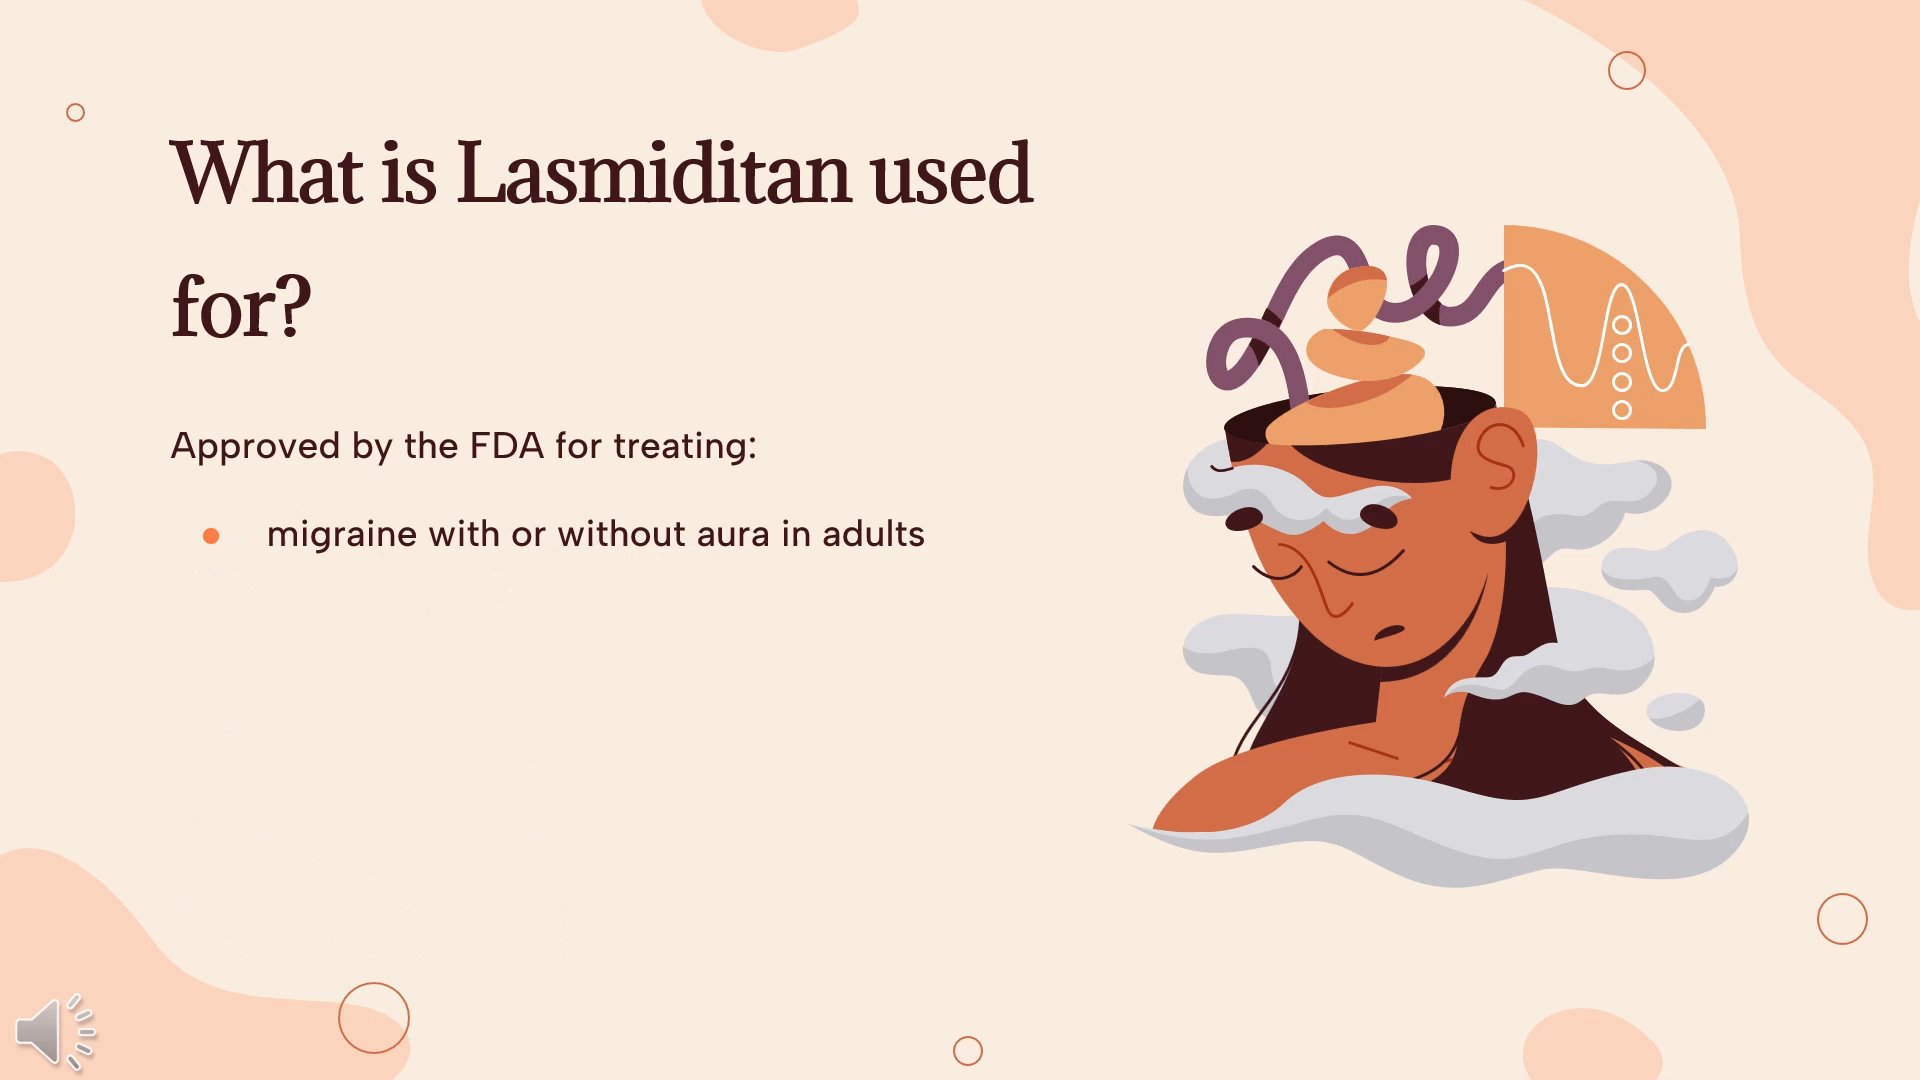 What is Lasmiditan used
for?
Approved by the FDA for treating:
migraine with or without aura in adults